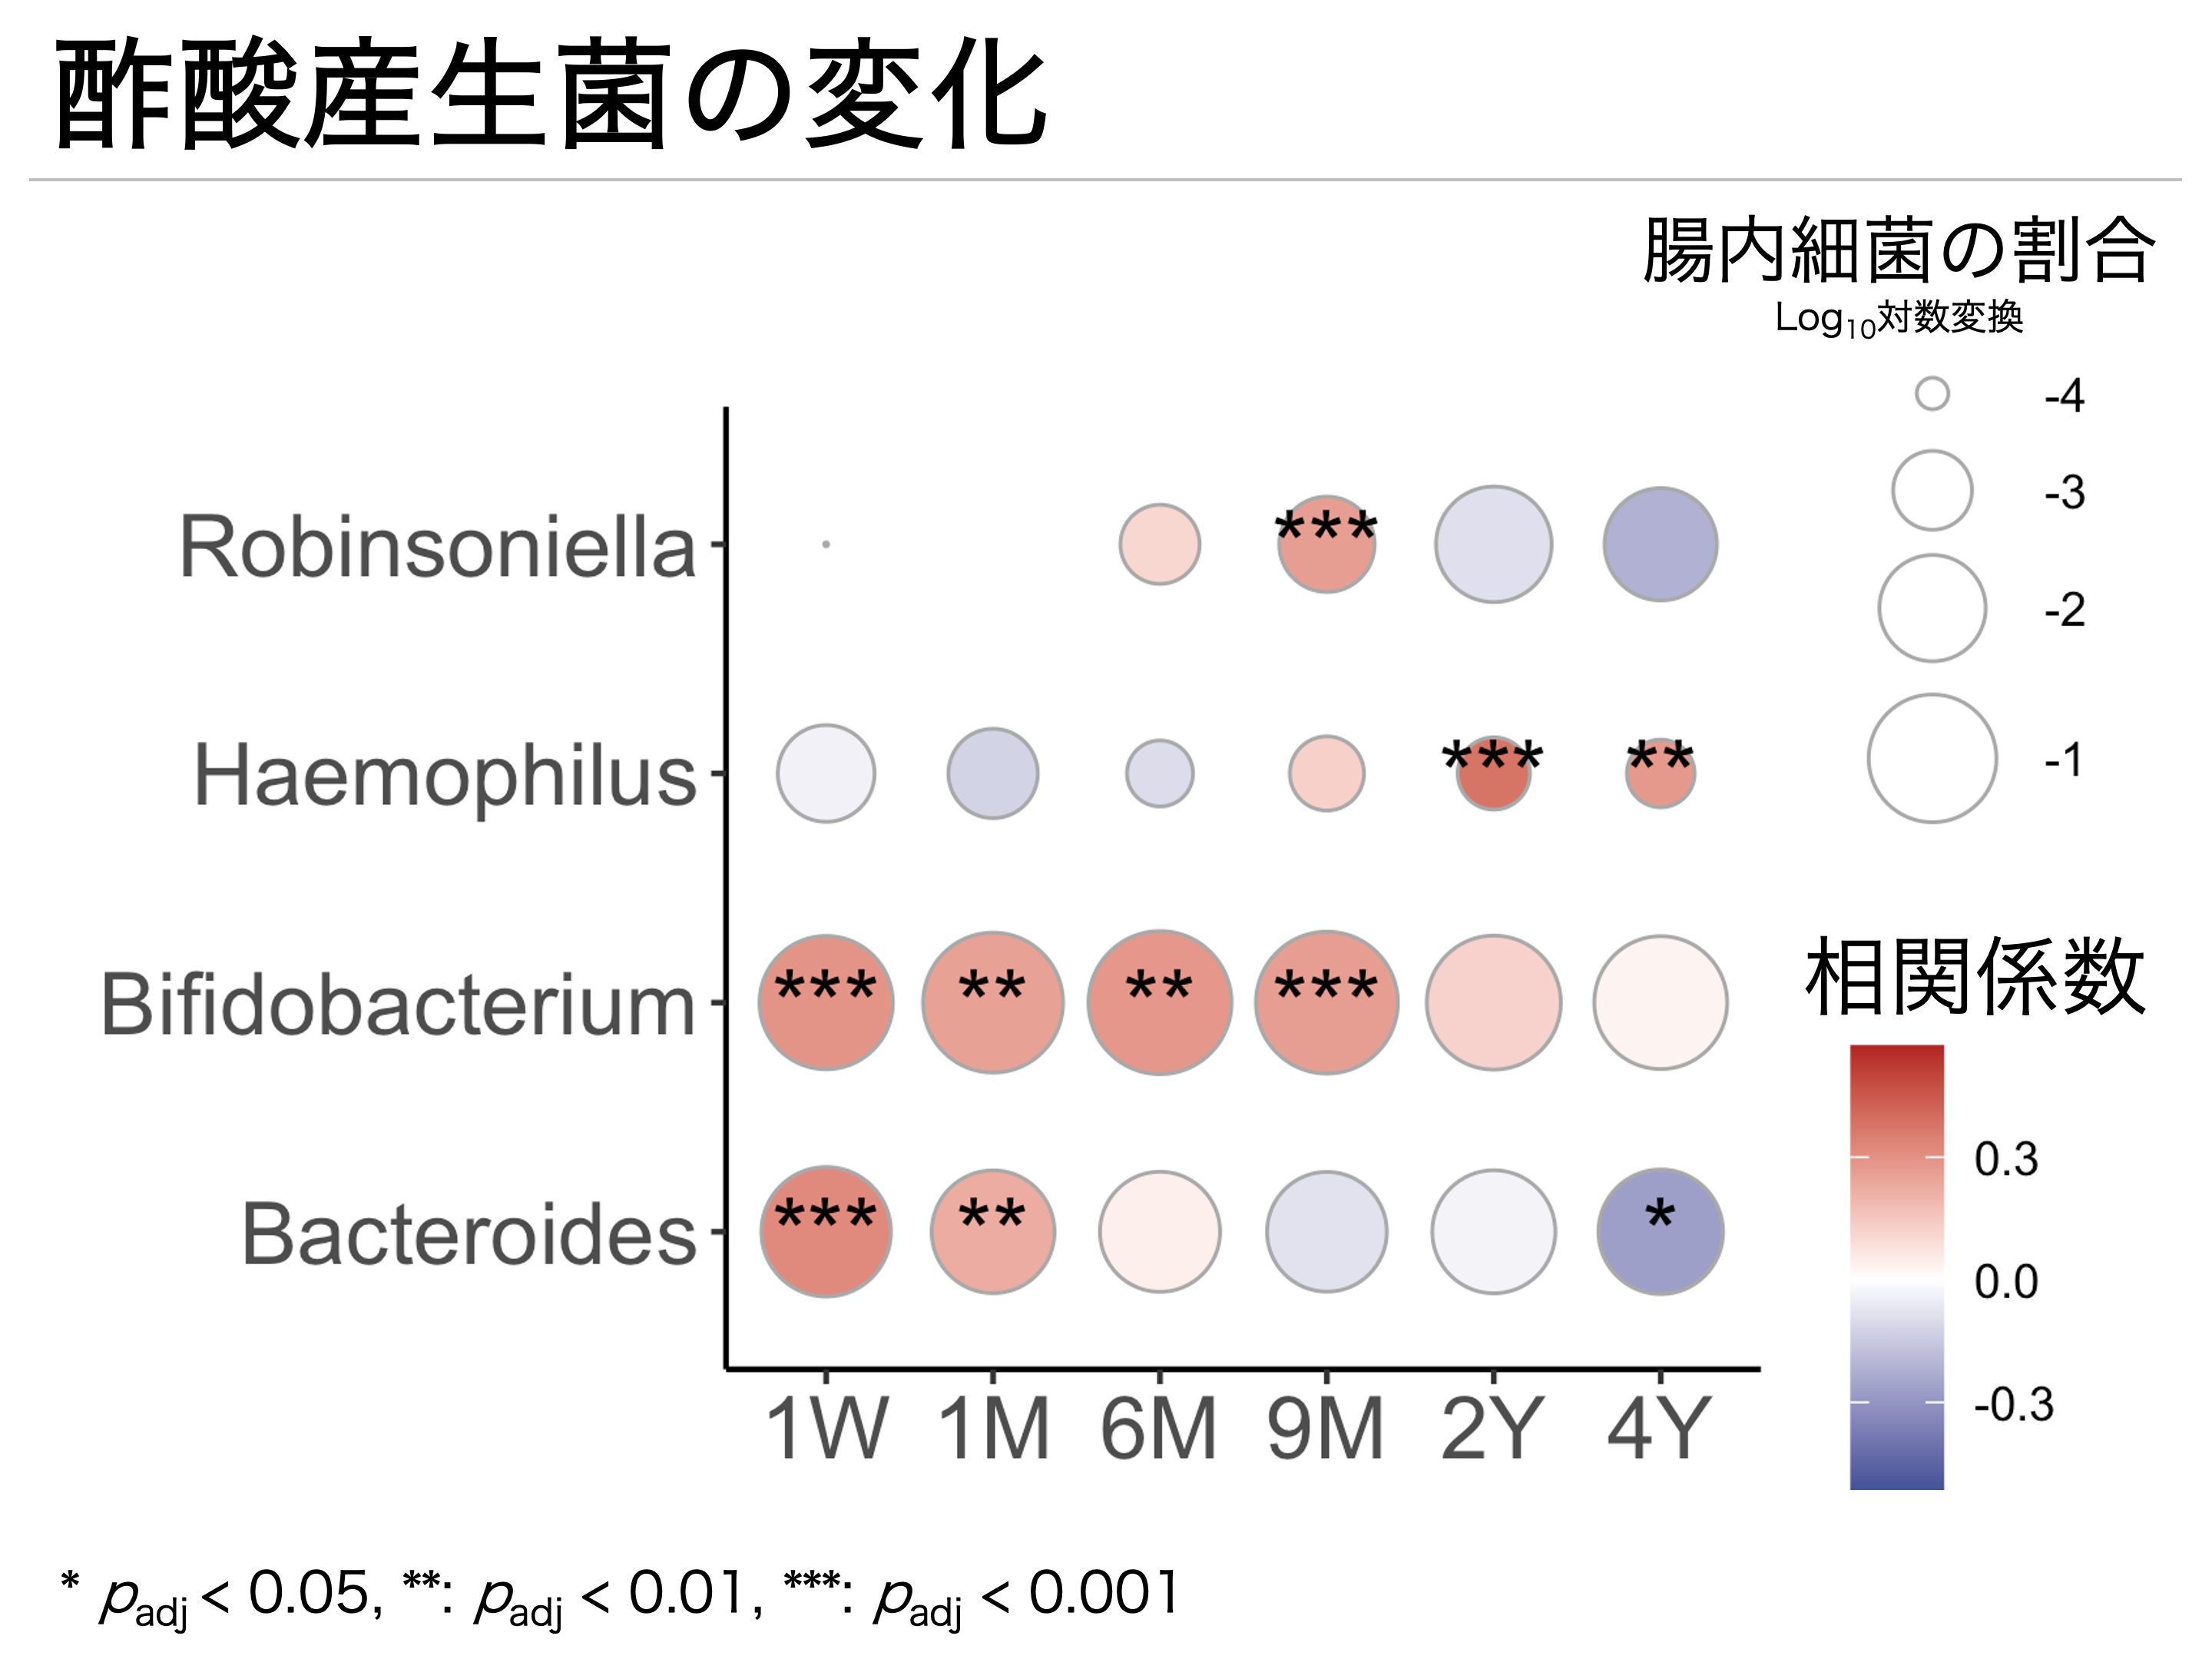 酢酸産生菌の変化
腸内細菌の割合
Log10対数変換
-4
-3
-2
-1
Robinsoniella
***
Haemophilus
*** **
Bifidobacterium
*** ** ** ***
Bacteroides
*** ** *
1W 1M 6M 9M 2Y 4Y
相関係数
0.3
0.0
-0.3
* padj < 0.05, **: padj < 0.01, ***: padj < 0.001